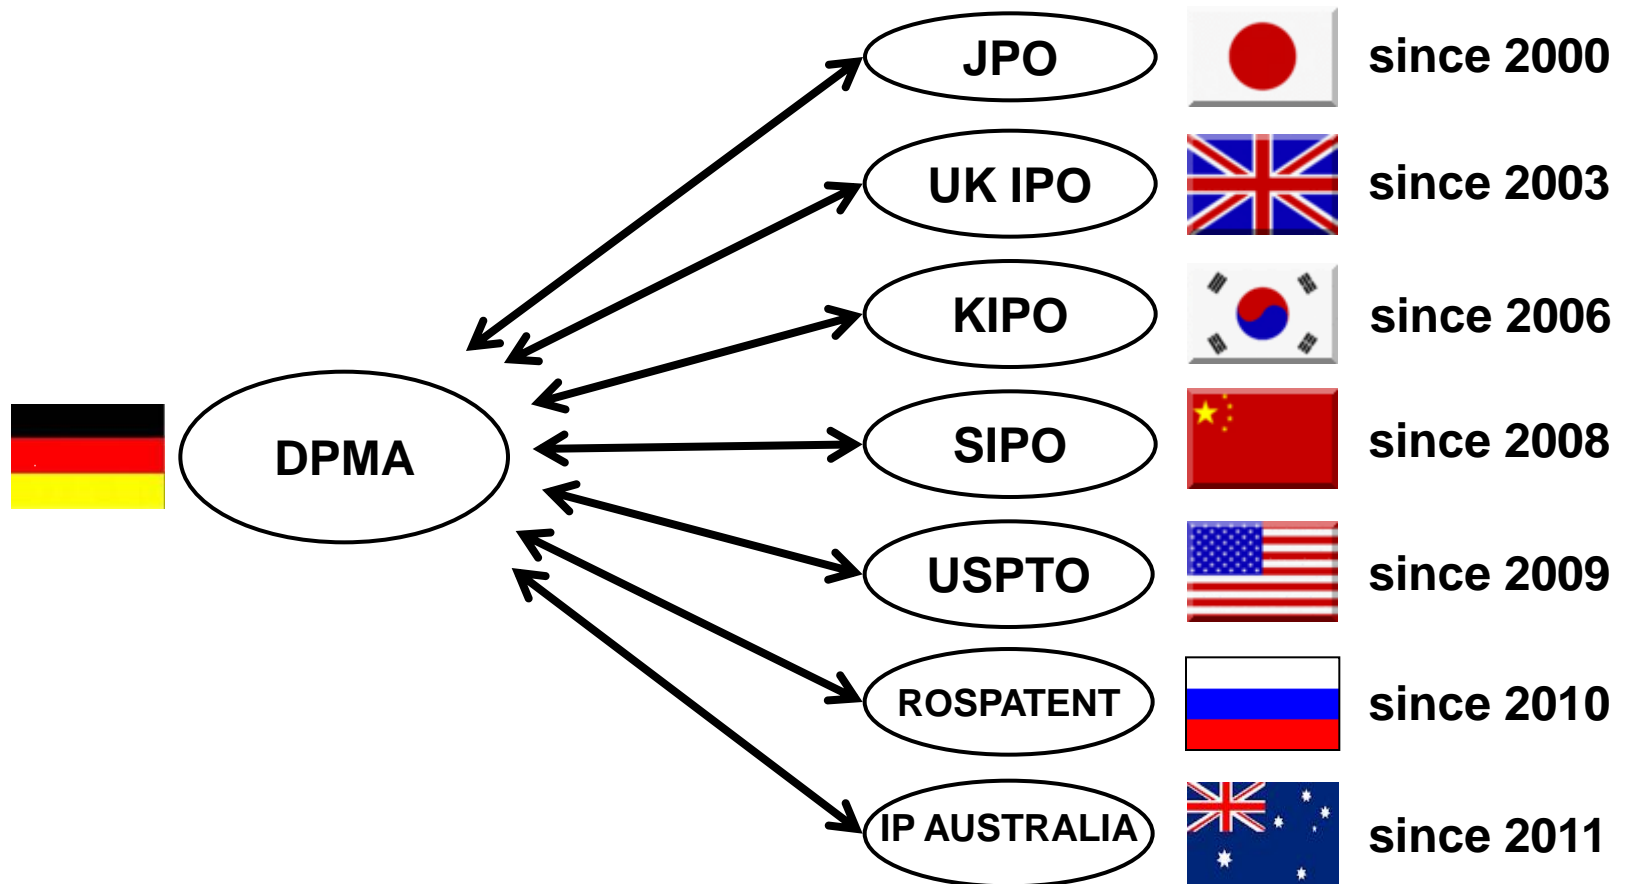 JPO since 2000
UK IPO since 2003
KIPO since 2006
DPMA
SIPO since 2008
USPTO since 2009
ROSPATENT since 2010
IP AUSTRALIA since 2011